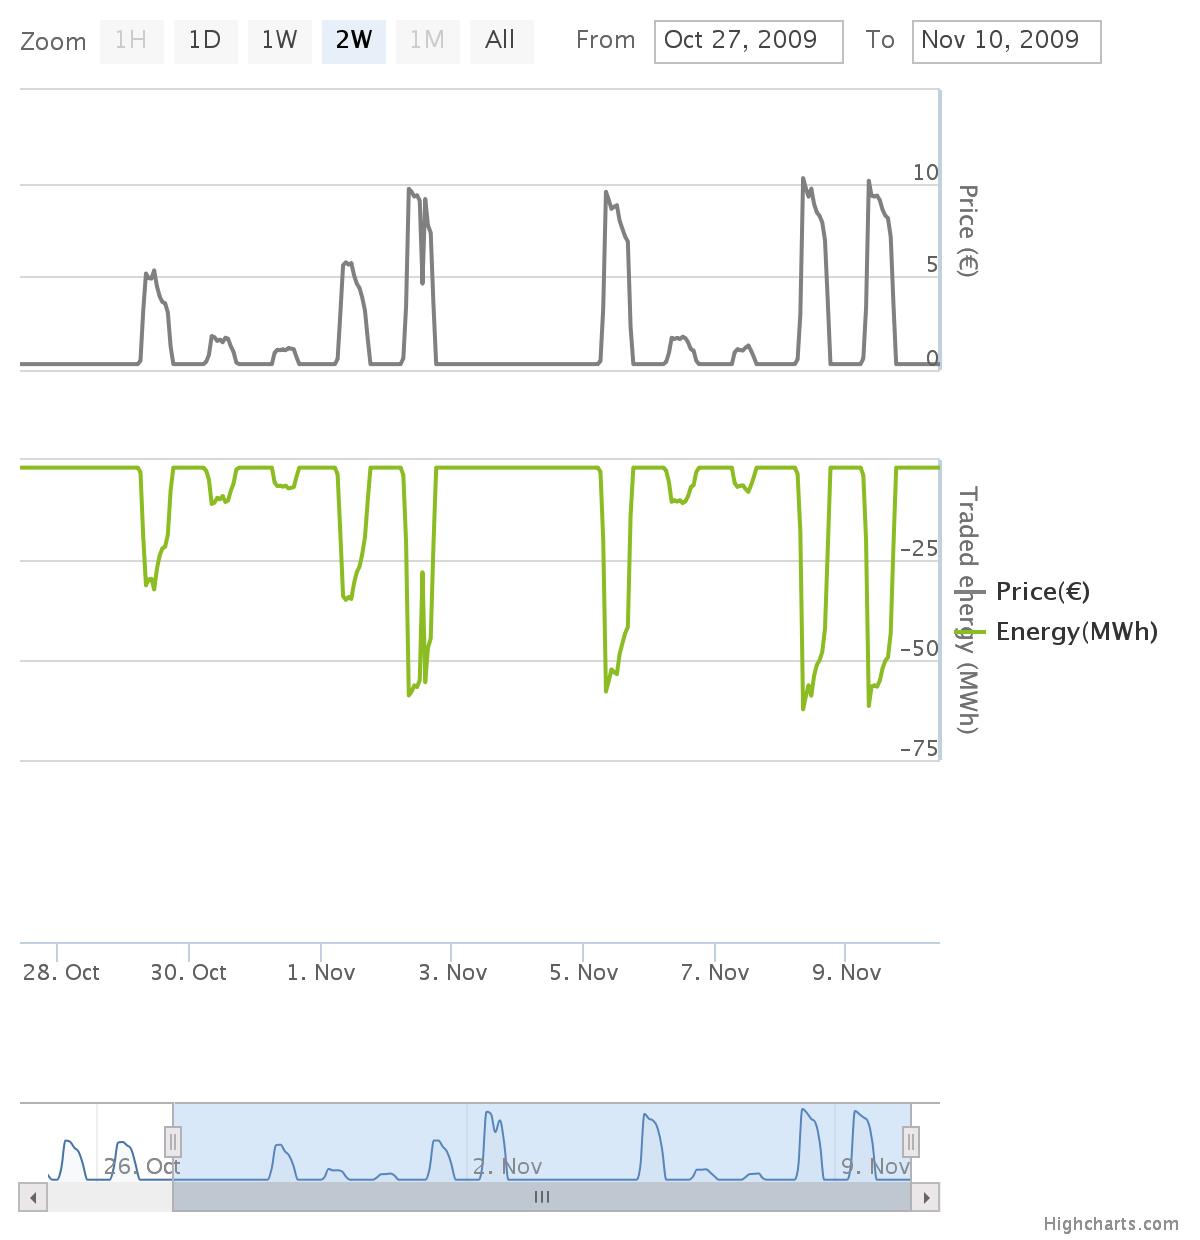 Zoom 1H 1D 1W 2W 1M All From Oct 27, 2009 To Nov 10, 2009
10
5
0
Price (€)
-25
-50
-75
Traded energy (MWh)
Price(€)
Energy(MWh)
28. Oct 30. Oct 1. Nov 3. Nov 5. Nov 7. Nov 9. Nov
26. Oct 2. Nov 9. Nov
Highcharts.com